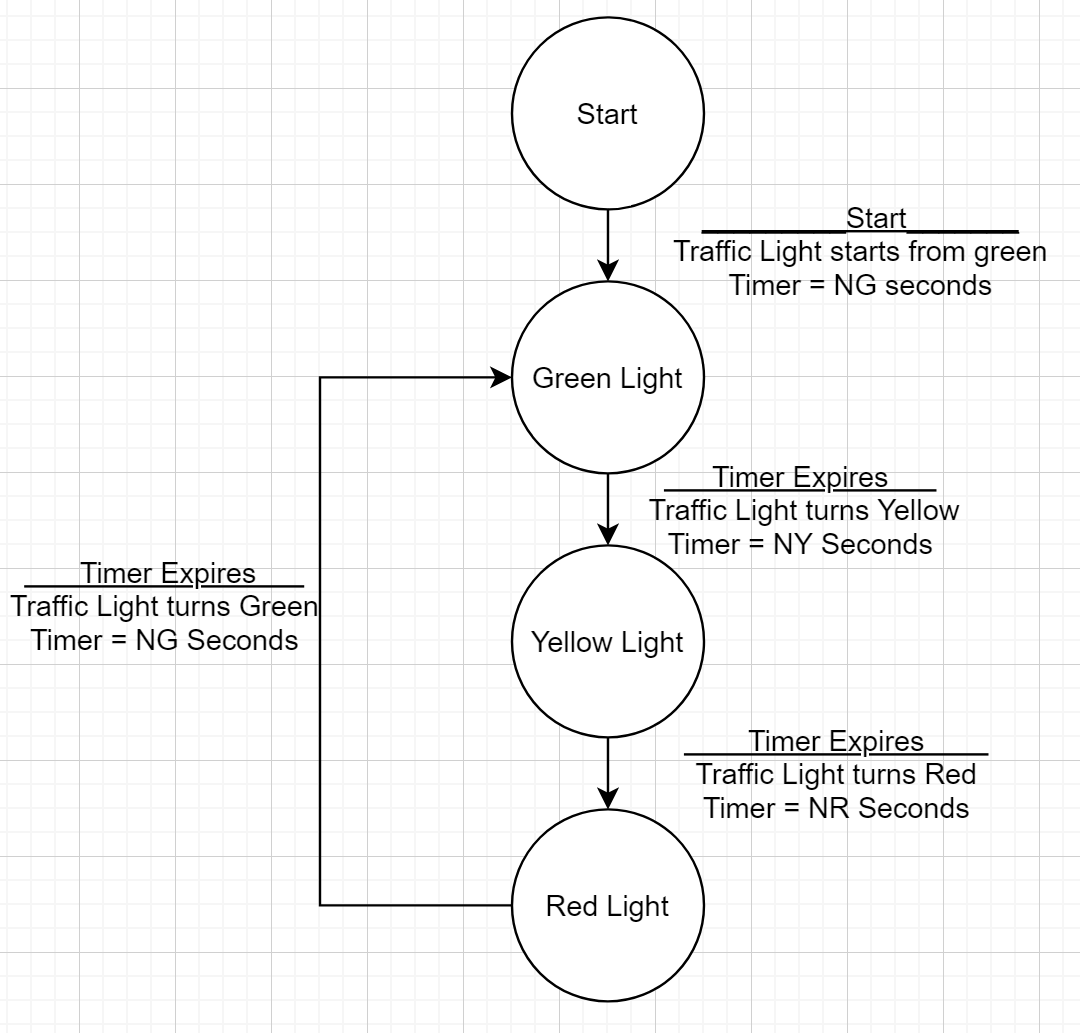 Start
Start
Traffic Light starts from green
Timer = NG seconds
Green Light
Timer Expires
Traffic Light turns Yellow
Timer = NY Seconds
Timer Expires
Traffic Light turns Green
Timer = NG Seconds
Yellow Light
Timer Expires
Traffic Light turns Red
Timer = NR Seconds
Red Light